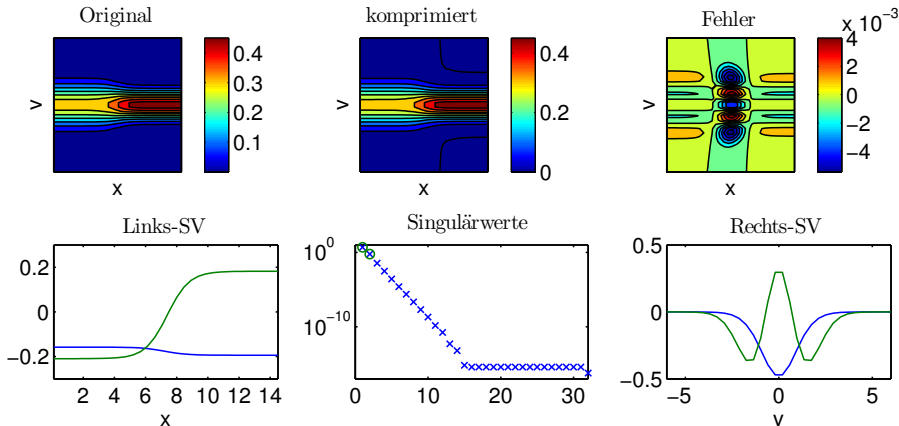 Original
v
x
0.4
0.3
0.2
0.1
komprimiert
v
x
0.4
0.2
0
Fehler
v
x
x 10⁻³
4
2
0
−2
−4
Links-SV
0.2
0
−0.2
2 4 6 8 10 12 14
x
Singulärwerte
10⁰
10⁻¹⁰
0 10 20 30
Rechts-SV
0.5
0
−0.5
−5 0 5
v